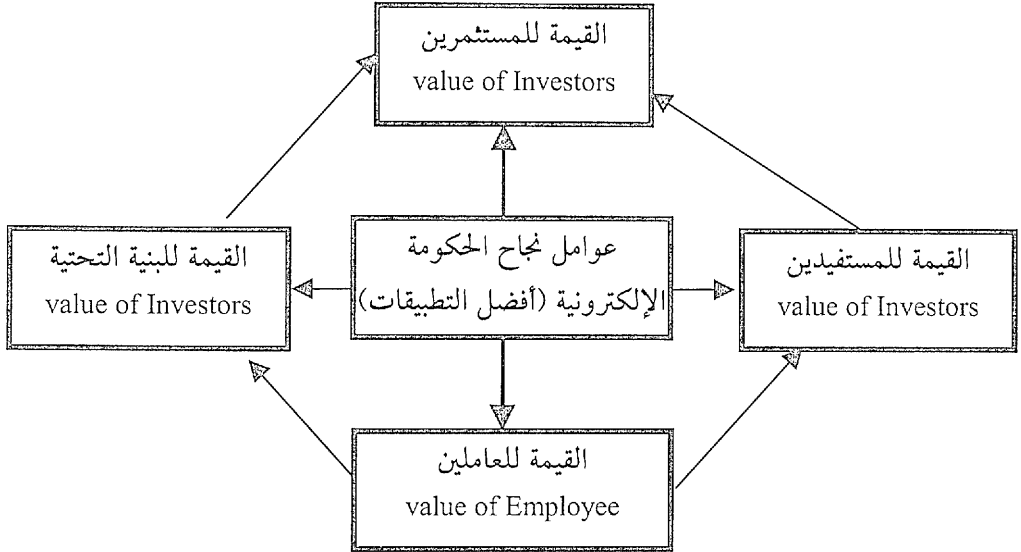 القيمة للمستثمرين
value of Investors
عوامل نجاح الحكومة
الإلكترونية (أفضل التطبيقات)
القيمة للمستفيدين
value of Investors
القيمة للبنية التحتية
value of Investors
القيمة للعاملين
value of Employee